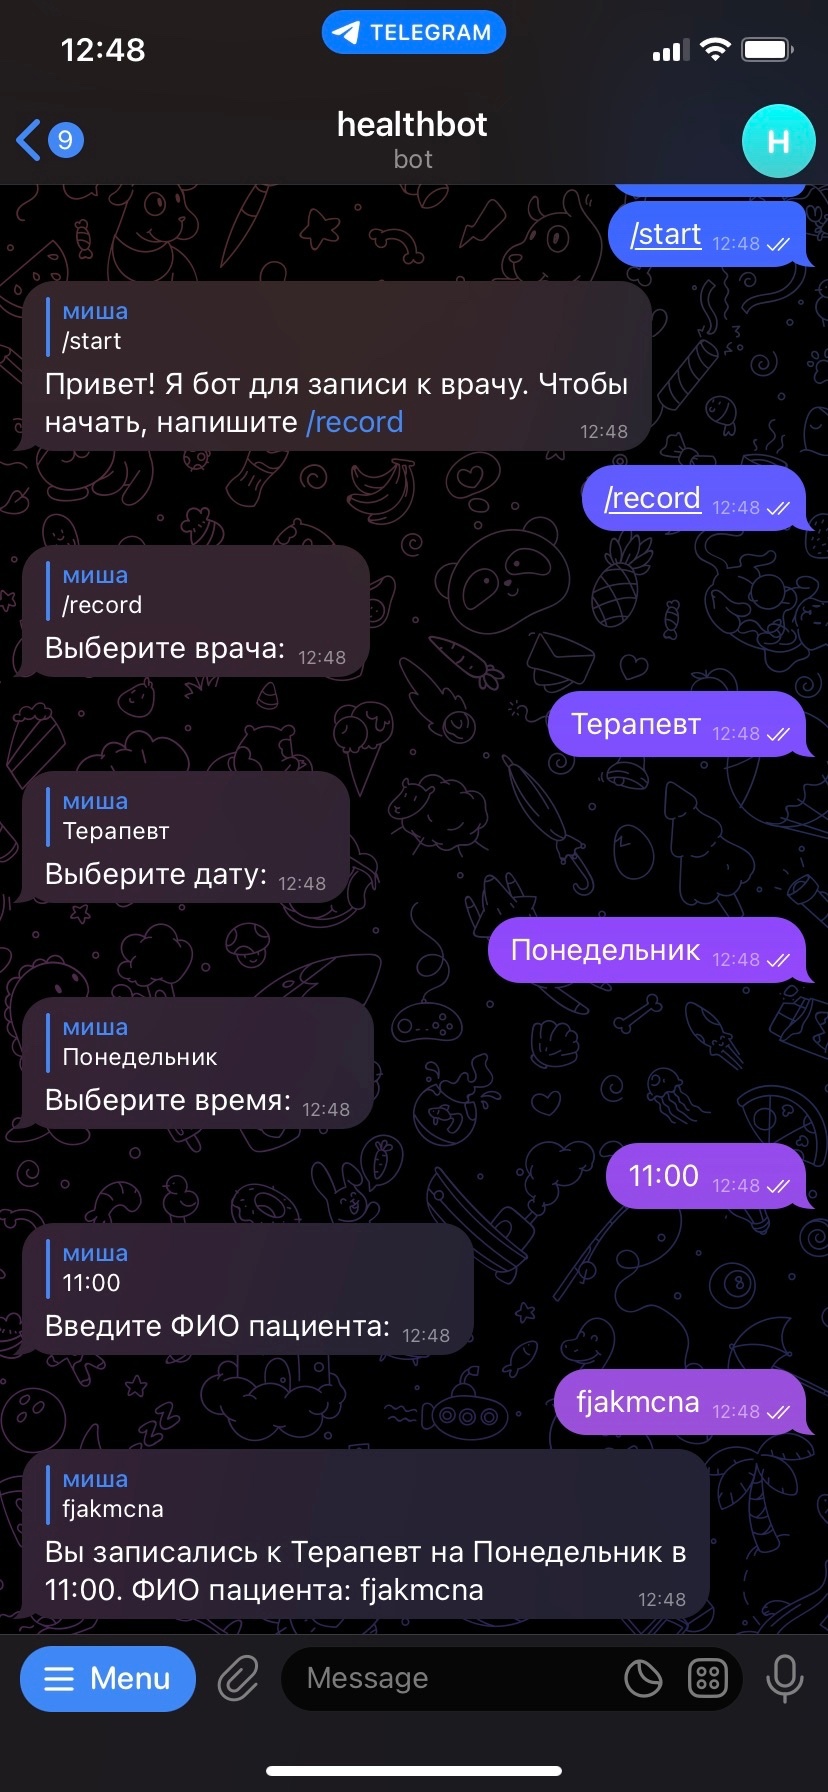 12:48
TELEGRAM
9
healthbot
bot
H
/start 12:48
миша
/start
Привет! Я бот для записи к врачу. Чтобы
начать, напишите /record
12:48
/record 12:48
миша
/record
Выберите врача: 12:48
Терапевт 12:48
миша
Терапевт
Выберите дату: 12:48
Понедельник 12:48
миша
Понедельник
Выберите время: 12:48
11:00 12:48
миша
11:00
Введите ФИО пациента: 12:48
fjakmcna 12:48
миша
fjakmcna
Вы записались к Терапевт на Понедельник в
11:00. ФИО пациента: fjakmcna
12:48
Menu
Message